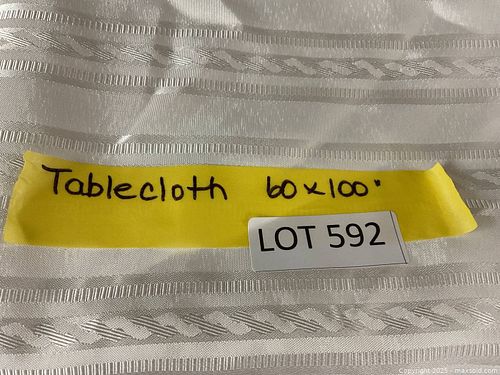 Tablecloth 60x100"
LOT 592
Copyright 2025 - maxsold.com